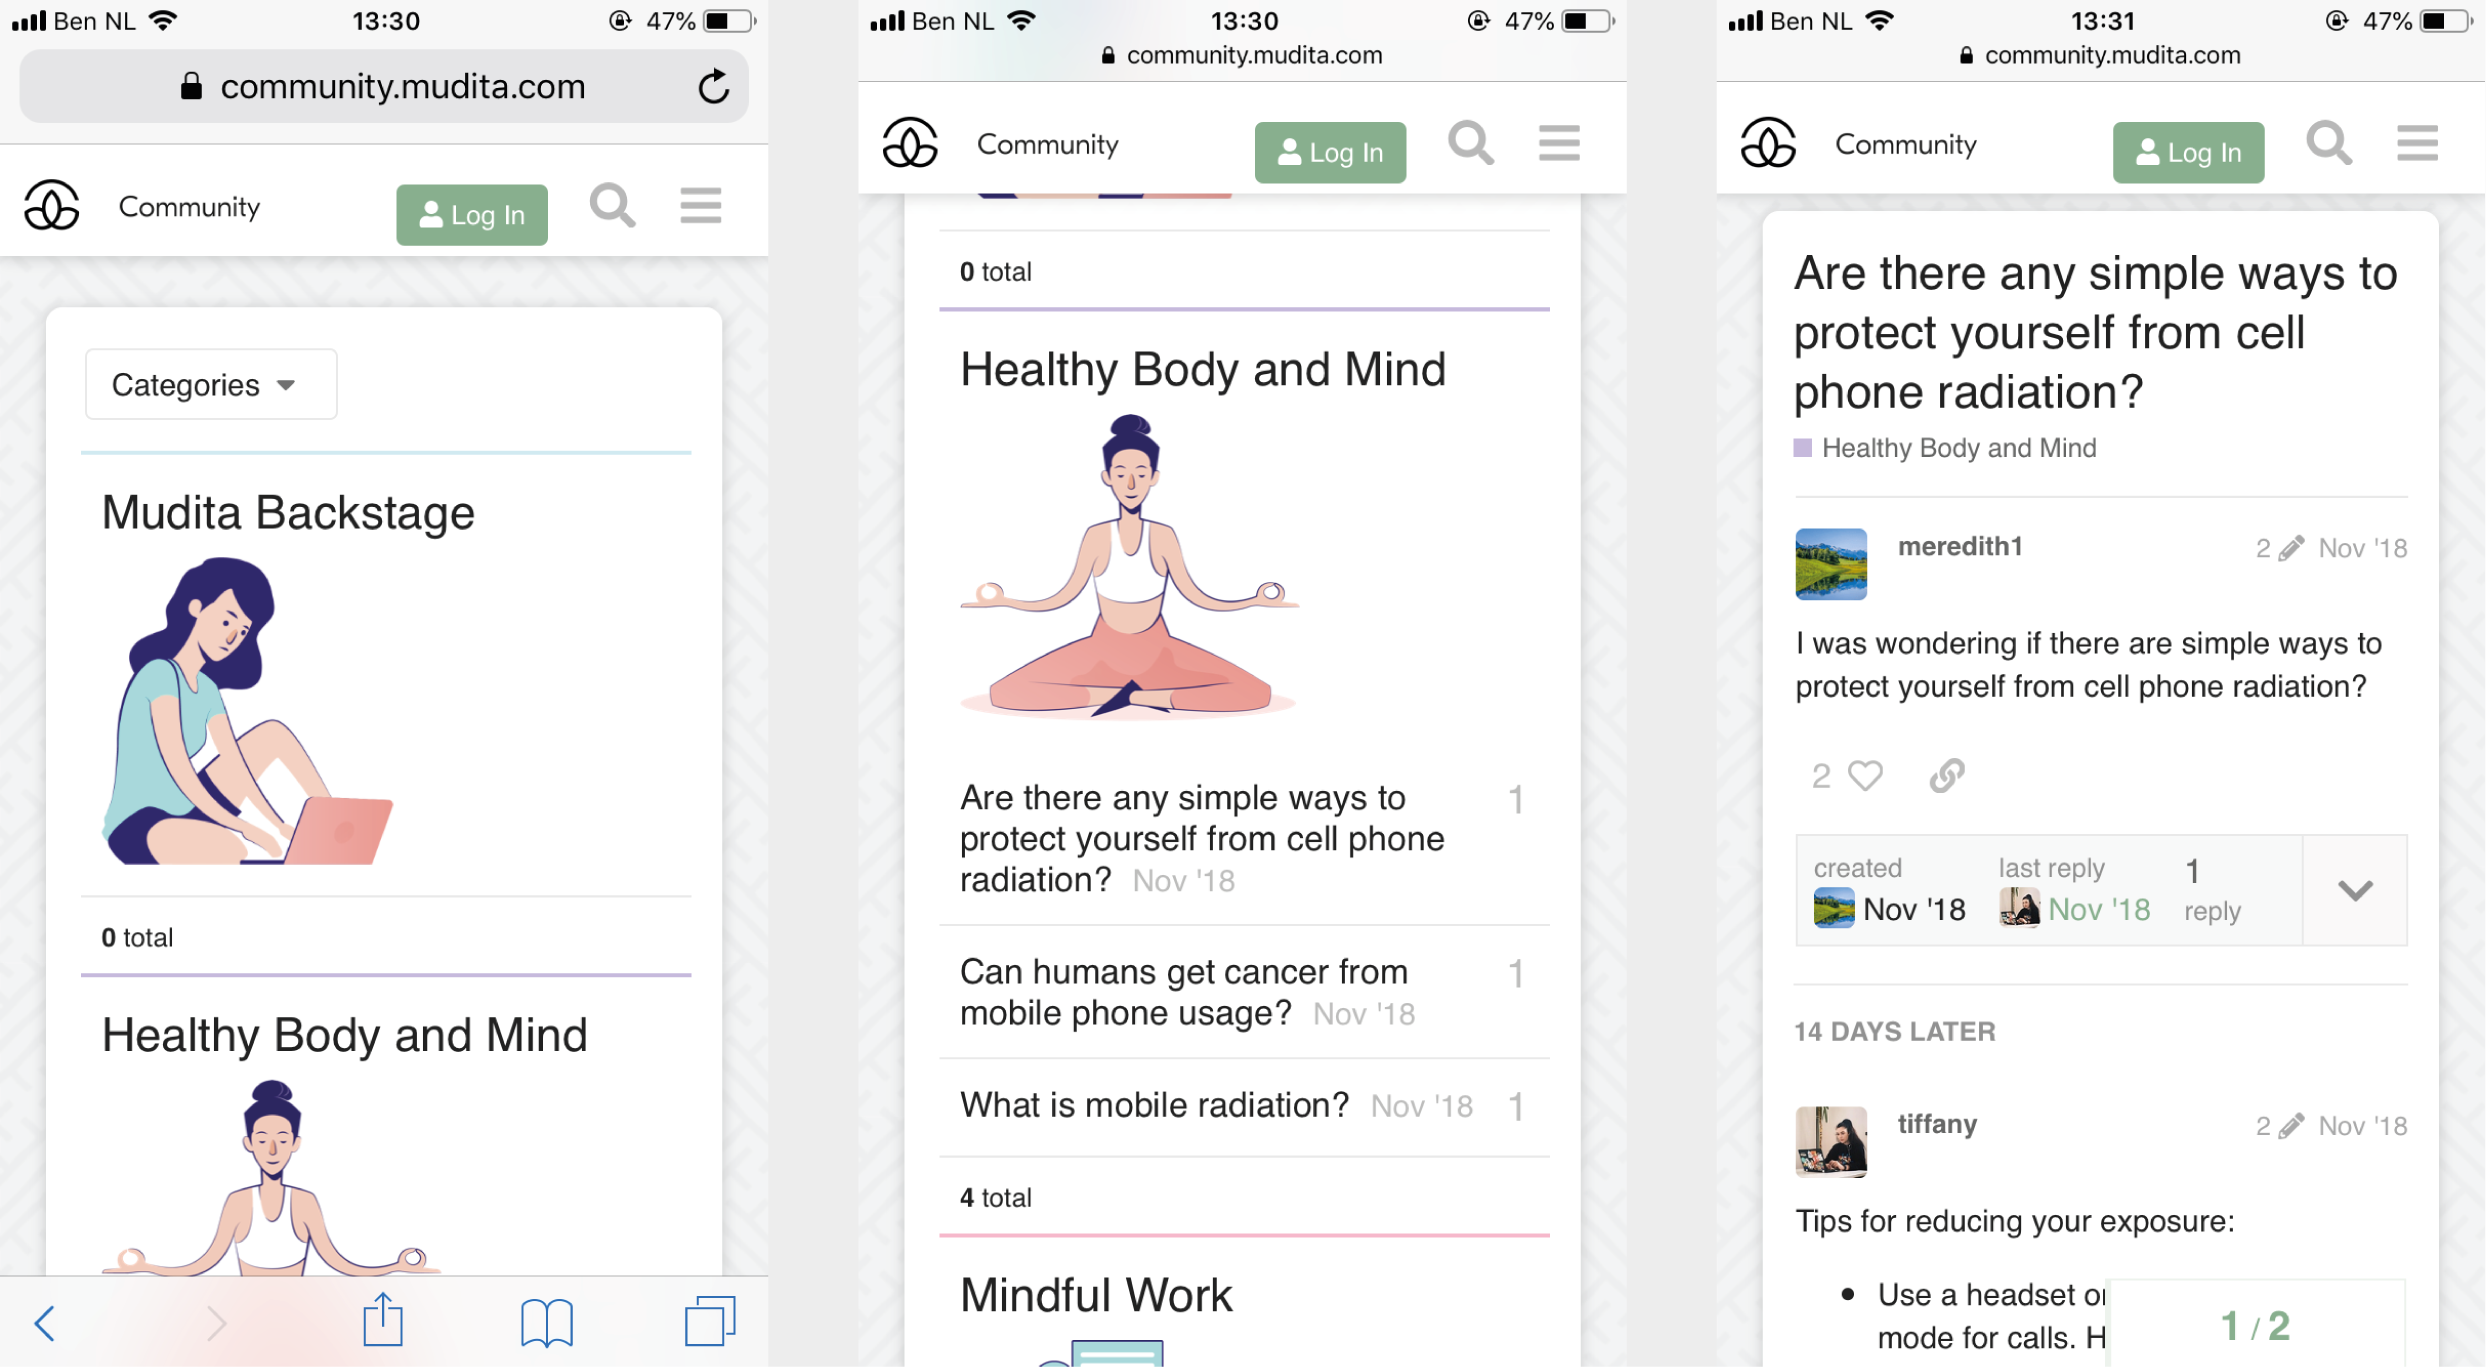 Ben NL
13:30
47%
community.mudita.com
Community
Log In
Categories
Mudita Backstage
0 total
Healthy Body and Mind
Ben NL
13:30
47%
community.mudita.com
Community
Log In
0 total
Healthy Body and Mind
Are there any simple ways to 1
protect yourself from cell phone
radiation? Nov '18
Can humans get cancer from 1
mobile phone usage? Nov '18
What is mobile radiation? Nov '18 1
4 total
Mindful Work
Ben NL
13:31
47%
community.mudita.com
Community
Log In
Are there any simple ways to
protect yourself from cell
phone radiation?
Healthy Body and Mind
meredith1 2 Nov '18
I was wondering if there are simple ways to
protect yourself from cell phone radiation?
2
created last reply 1
Nov '18 Nov '18 reply
14 DAYS LATER
tiffany 2 Nov '18
Tips for reducing your exposure:
• Use a headset
mode for calls.
1 / 2